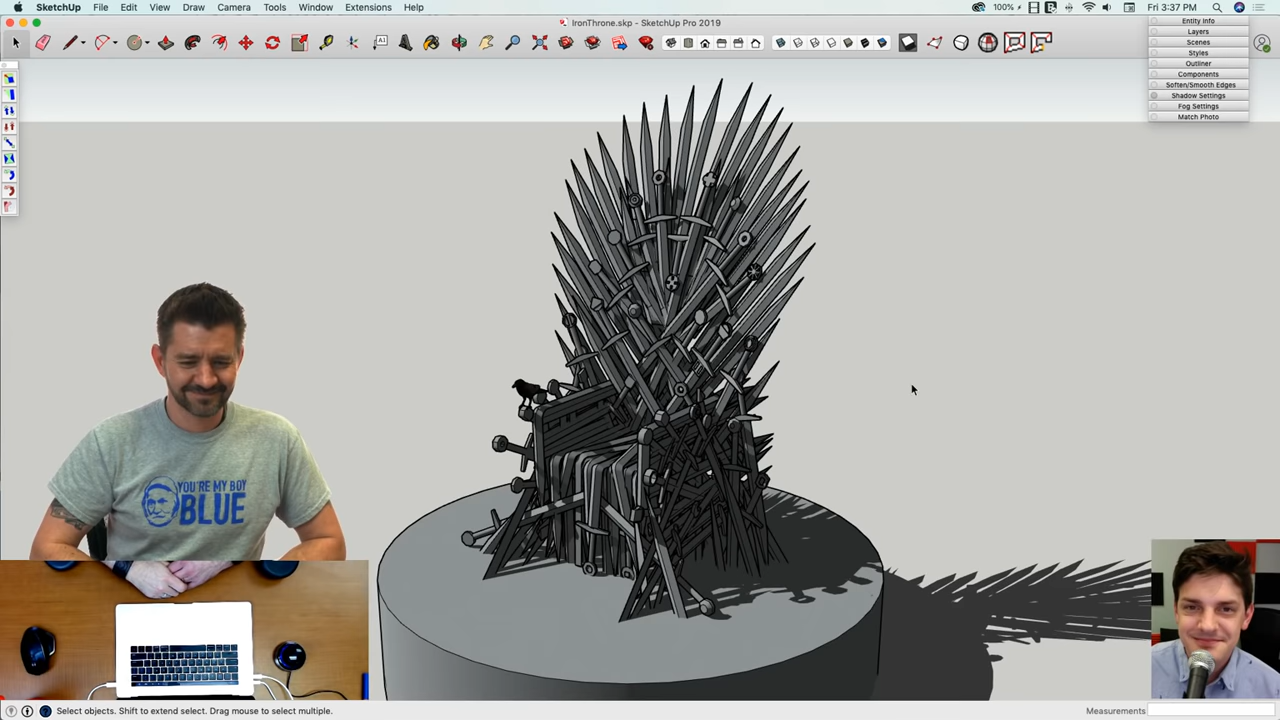 SketchUp File Edit View Draw Camera Tools Window Extensions Help
100% Fri 3:37 PM
IronThrone.skp - SketchUp Pro 2019
Entity Info
Layers
Scenes
Styles
Outliner
Components
Soften/Smooth Edges
Shadow Settings
Fog Settings
Match Photo
YOU'RE MY BOY
BLUE
Select objects. Shift to extend select. Drag mouse to select multiple.
Measurements